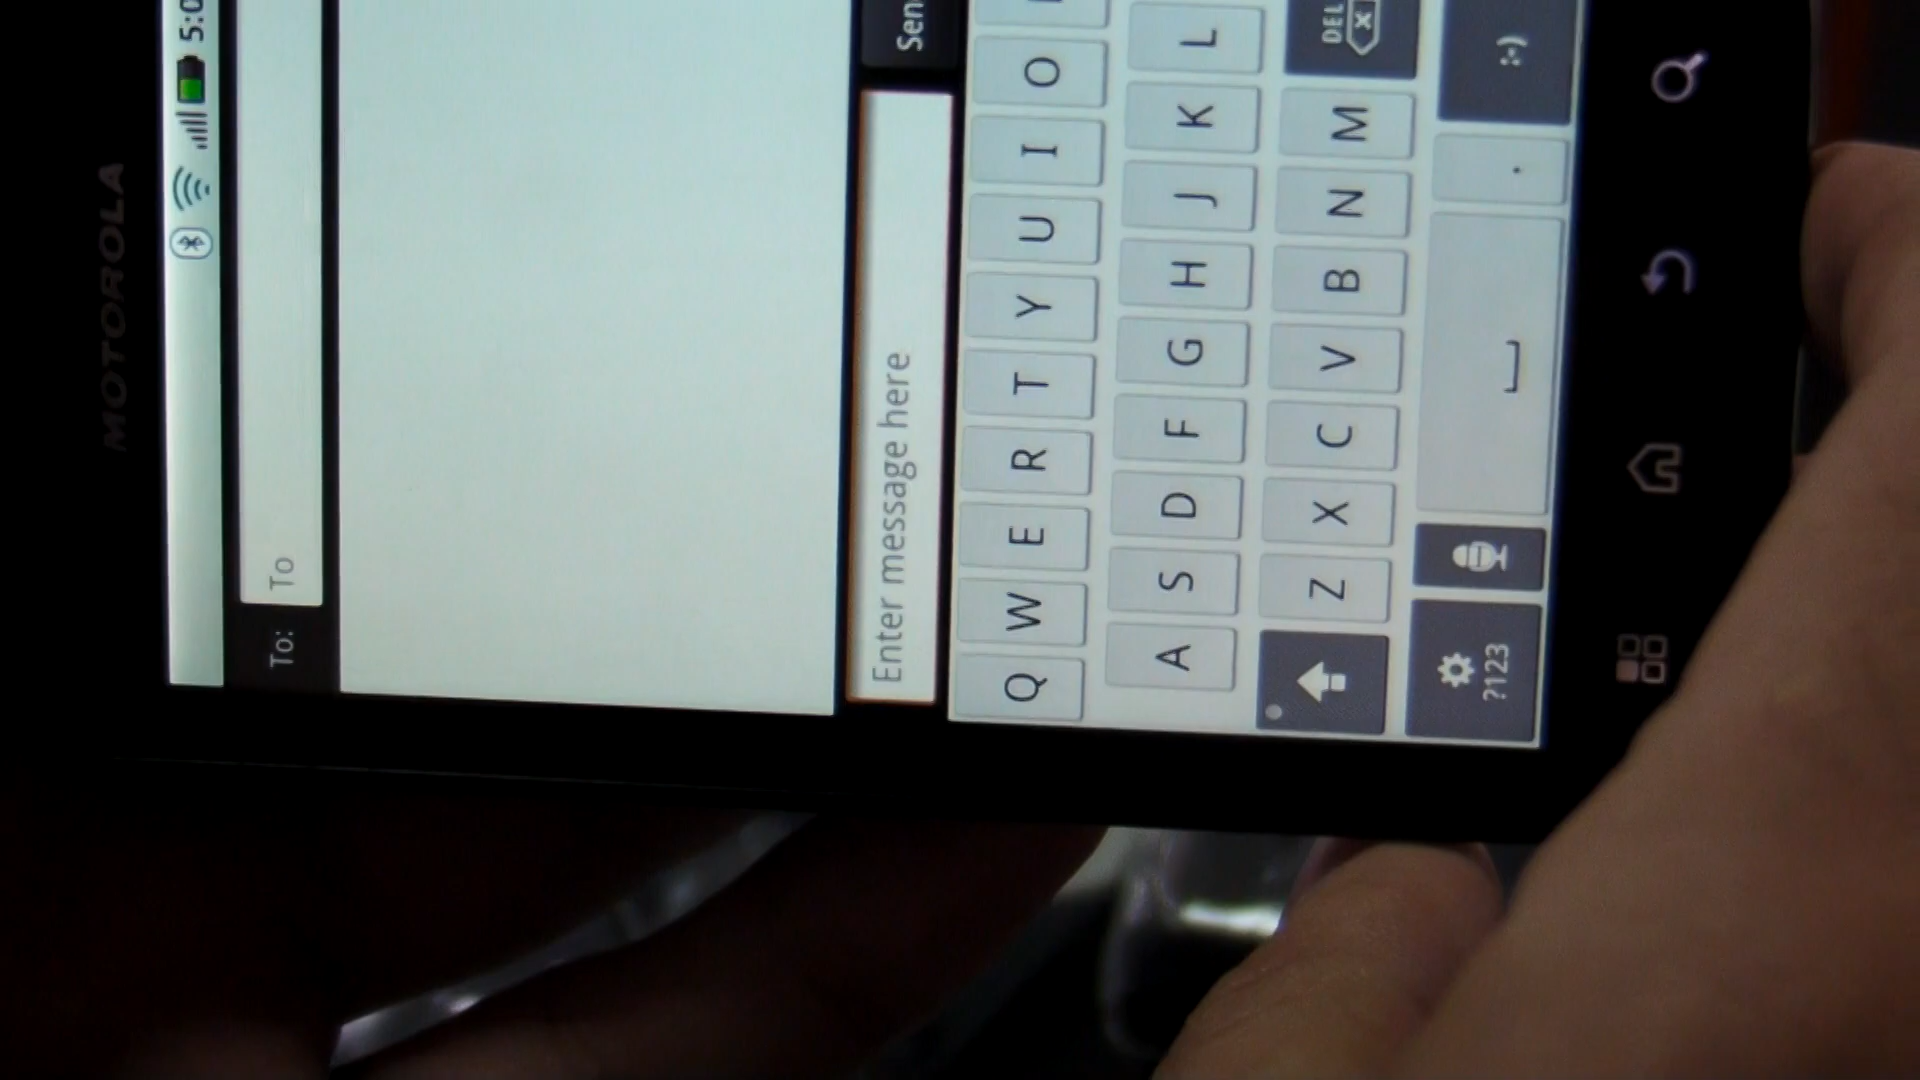 MOTOROLA
5:0
To: To
Enter message here Sen
Q W E R T Y U I O
A S D F G H J K L
Z X C V B N M DEL
?123 . :-)